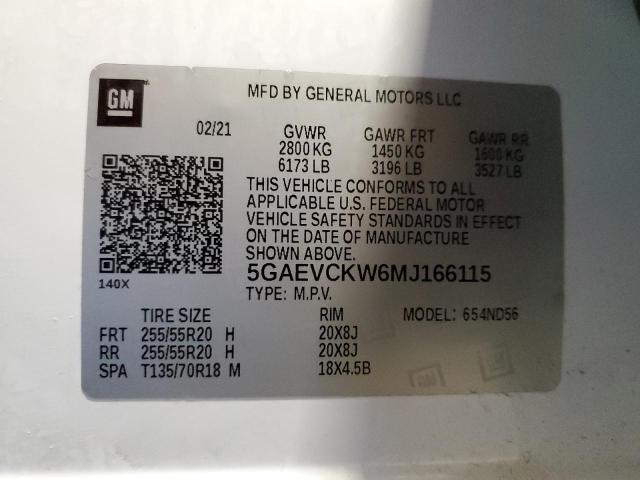 GM
MFD BY GENERAL MOTORS LLC
02/21 GVWR GAWR FRT GAWR RR
2800 KG 1450 KG 1600 KG
6173 LB 3196 LB 3527 LB
THIS VEHICLE CONFORMS TO ALL
APPLICABLE U.S. FEDERAL MOTOR
VEHICLE SAFETY STANDARDS IN EFFECT
ON THE DATE OF MANUFACTURE
SHOWN ABOVE.
140X 5GAEVCKW6MJ166115
TYPE: M.P.V.
TIRE SIZE RIM MODEL: 654ND56
FRT 255/55R20 H 20X8J
RR 255/55R20 H 20X8J
SPA T135/70R18 M 18X4.5B
GM GM